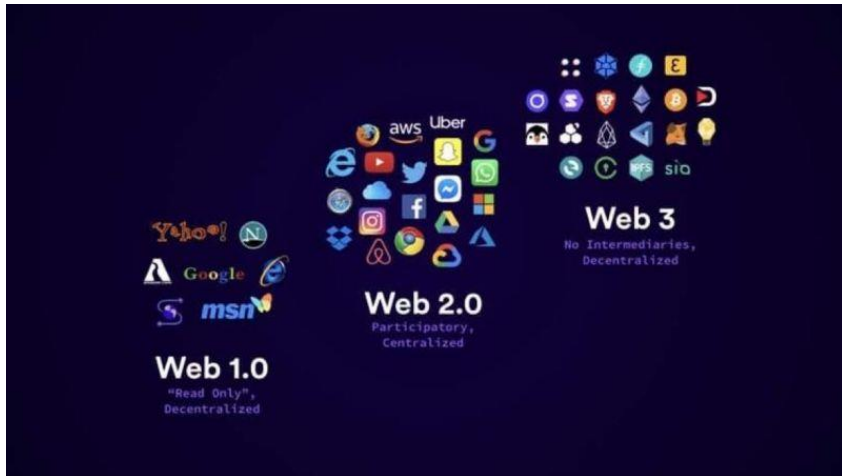 Yahoo!
N
Google
msn
Web 1.0
“Read Only”,
Decentralized
aws
Uber
G
Web 2.0
Participatory,
Centralized
IPFS
sia
Web 3
No Intermediaries,
Decentralized